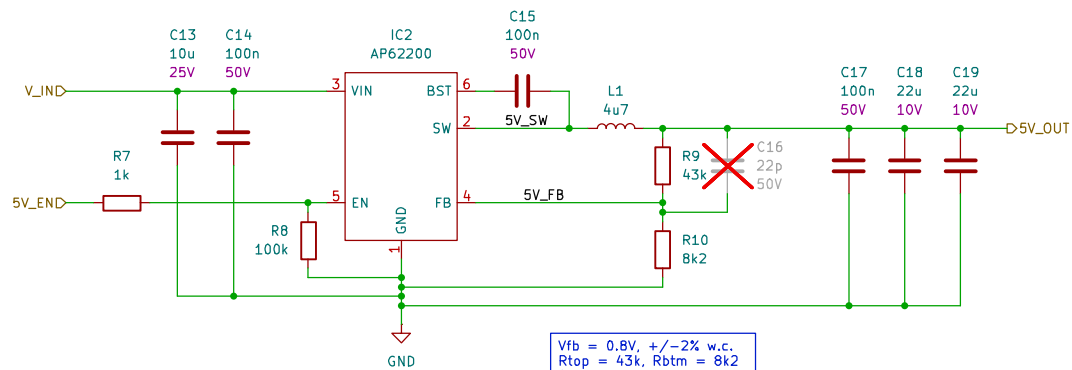 C13
10u
25V
C14
100n
50V
IC2
AP62200
C15
100n
50V
V_IN
3
VIN
BST
6
L1
4u7
C17
100n
50V
C18
22u
10V
C19
22u
10V
SW
2
5V_SW
5V_OUT
R7
1k
R9
43k
C16
22p
50V
5V_EN
5
EN
FB
4
5V_FB
R8
100k
GND
1
R10
8k2
GND
Vfb = 0.8V, +/-2% w.c.
Rtop = 43k, Rbtm = 8k2